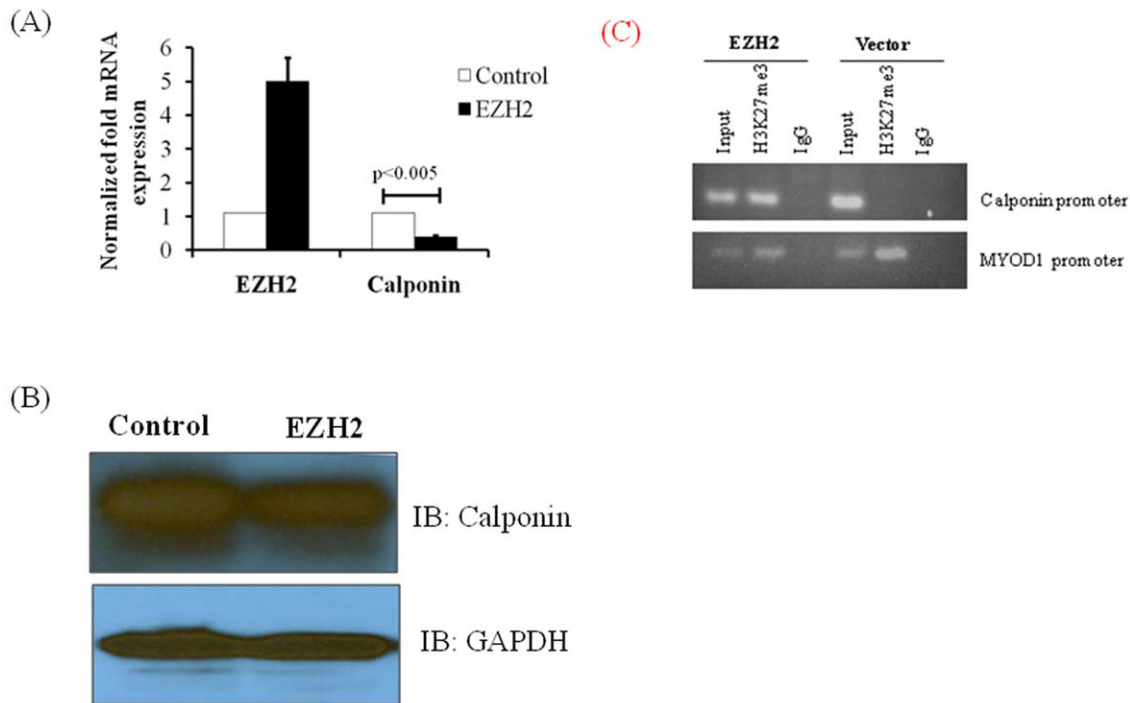 (A)
Normalized fold mRNA
expression
6
5
4
3
2
1
0
Control
EZH2
p<0.005
EZH2 Calponin
(C)
EZH2 Vector
Input H3K27me3 IgG Input H3K27me3 IgG
Calponin promoter
MYOD1 promoter
(B)
Control EZH2
IB: Calponin
IB: GAPDH